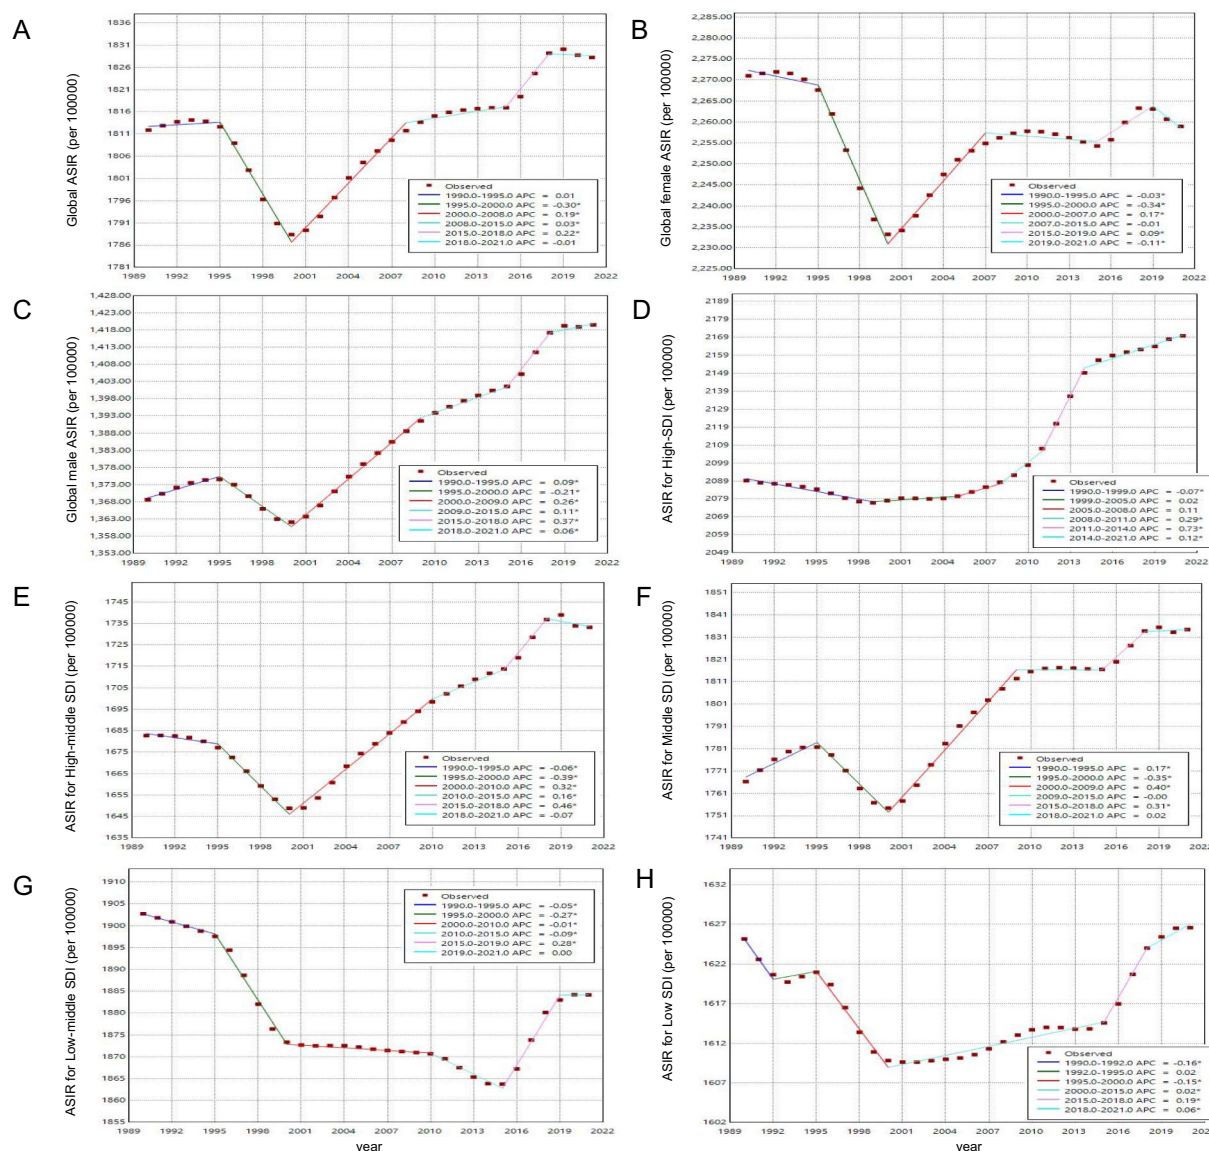 A
Global ASIR (per 100000)
1836
1831
1826
1821
1816
1811
1806
1801
1796
1791
1786
1781
Observed
1990.0-1995.0 APC = 0.01
1995.0-2000.0 APC = -0.30*
2000.0-2008.0 APC = 0.19*
2008.0-2015.0 APC = 0.03*
2015.0-2018.0 APC = 0.22*
2018.0-2021.0 APC = -0.01
1989 1992 1995 1998 2001 2004 2007 2010 2013 2016 2019 2022
B
Global female ASIR (per 100000)
2,285.00
2,280.00
2,275.00
2,270.00
2,265.00
2,260.00
2,255.00
2,250.00
2,245.00
2,240.00
2,235.00
2,230.00
2,225.00
Observed
1990.0-1995.0 APC = -0.03*
1995.0-2000.0 APC = -0.34*
2000.0-2007.0 APC = 0.17*
2007.0-2015.0 APC = -0.01
2015.0-2019.0 APC = 0.09*
2019.0-2021.0 APC = -0.11*
1989 1992 1995 1998 2001 2004 2007 2010 2013 2016 2019 2022
C
Global male ASIR (per 100000)
1,428.00
1,423.00
1,418.00
1,413.00
1,408.00
1,403.00
1,398.00
1,393.00
1,388.00
1,383.00
1,378.00
1,373.00
1,368.00
1,363.00
1,358.00
1,353.00
Observed
1990.0-1995.0 APC = 0.09*
1995.0-2000.0 APC = -0.21*
2000.0-2009.0 APC = 0.26*
2009.0-2015.0 APC = 0.11*
2015.0-2018.0 APC = 0.37*
2018.0-2021.0 APC = 0.06*
1989 1992 1995 1998 2001 2004 2007 2010 2013 2016 2019 2022
D
ASIR for High-SDI (per 100000)
2189
2179
2169
2159
2149
2139
2129
2119
2109
2099
2089
2079
2069
2059
2049
Observed
1990.0-1999.0 APC = -0.07*
1999.0-2005.0 APC = 0.02
2005.0-2008.0 APC = 0.11
2008.0-2011.0 APC = 0.29*
2011.0-2014.0 APC = 0.73*
2014.0-2021.0 APC = 0.12*
1989 1992 1995 1998 2001 2004 2007 2010 2013 2016 2019 2022
E
ASIR for High-middle SDI (per 100000)
1745
1735
1725
1715
1705
1695
1685
1675
1665
1655
1645
1635
Observed
1990.0-1995.0 APC = -0.06*
1995.0-2000.0 APC = -0.39*
2000.0-2010.0 APC = 0.32*
2010.0-2015.0 APC = 0.16*
2015.0-2018.0 APC = 0.46*
2018.0-2021.0 APC = -0.07
1989 1992 1995 1998 2001 2004 2007 2010 2013 2016 2019 2022
F
ASIR for Middle SDI (per 100000)
1851
1841
1831
1821
1811
1801
1791
1781
1771
1761
1751
1741
Observed
1990.0-1995.0 APC = 0.17*
1995.0-2000.0 APC = -0.35*
2000.0-2009.0 APC = 0.40*
2009.0-2015.0 APC = -0.00
2015.0-2018.0 APC = 0.31*
2018.0-2021.0 APC = 0.02
1989 1992 1995 1998 2001 2004 2007 2010 2013 2016 2019 2022
G
ASIR for Low-middle SDI (per 100000)
1910
1905
1900
1895
1890
1885
1880
1875
1870
1865
1860
1855
Observed
1990.0-1995.0 APC = -0.05*
1995.0-2000.0 APC = -0.27*
2000.0-2010.0 APC = -0.01*
2010.0-2015.0 APC = -0.09*
2015.0-2019.0 APC = 0.28*
2019.0-2021.0 APC = 0.00
1989 1992 1995 1998 2001 2004 2007 2010 2013 2016 2019 2022
year
H
ASIR for Low SDI (per 100000)
1632
1627
1622
1617
1612
1607
1602
Observed
1990.0-1992.0 APC = -0.16*
1992.0-1995.0 APC = 0.02
1995.0-2000.0 APC = -0.15*
2000.0-2015.0 APC = 0.02*
2015.0-2018.0 APC = 0.19*
2018.0-2021.0 APC = 0.06*
1989 1992 1995 1998 2001 2004 2007 2010 2013 2016 2019 2022
year